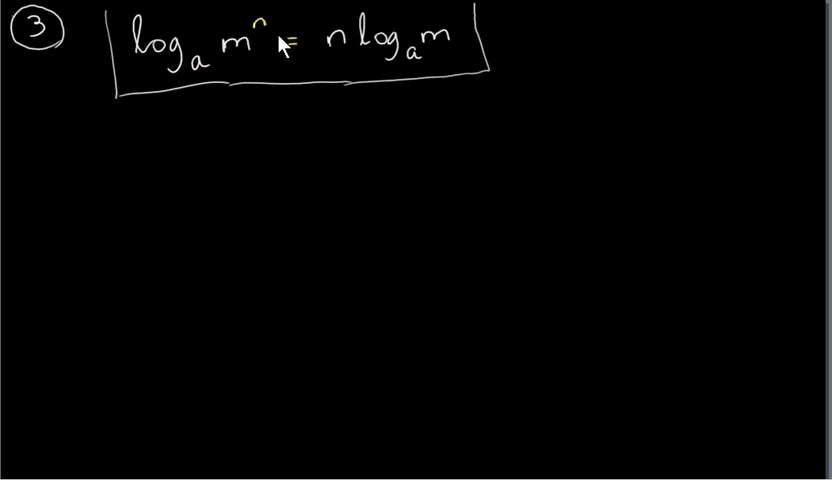 ③ logₐ mⁿ = n logₐ m